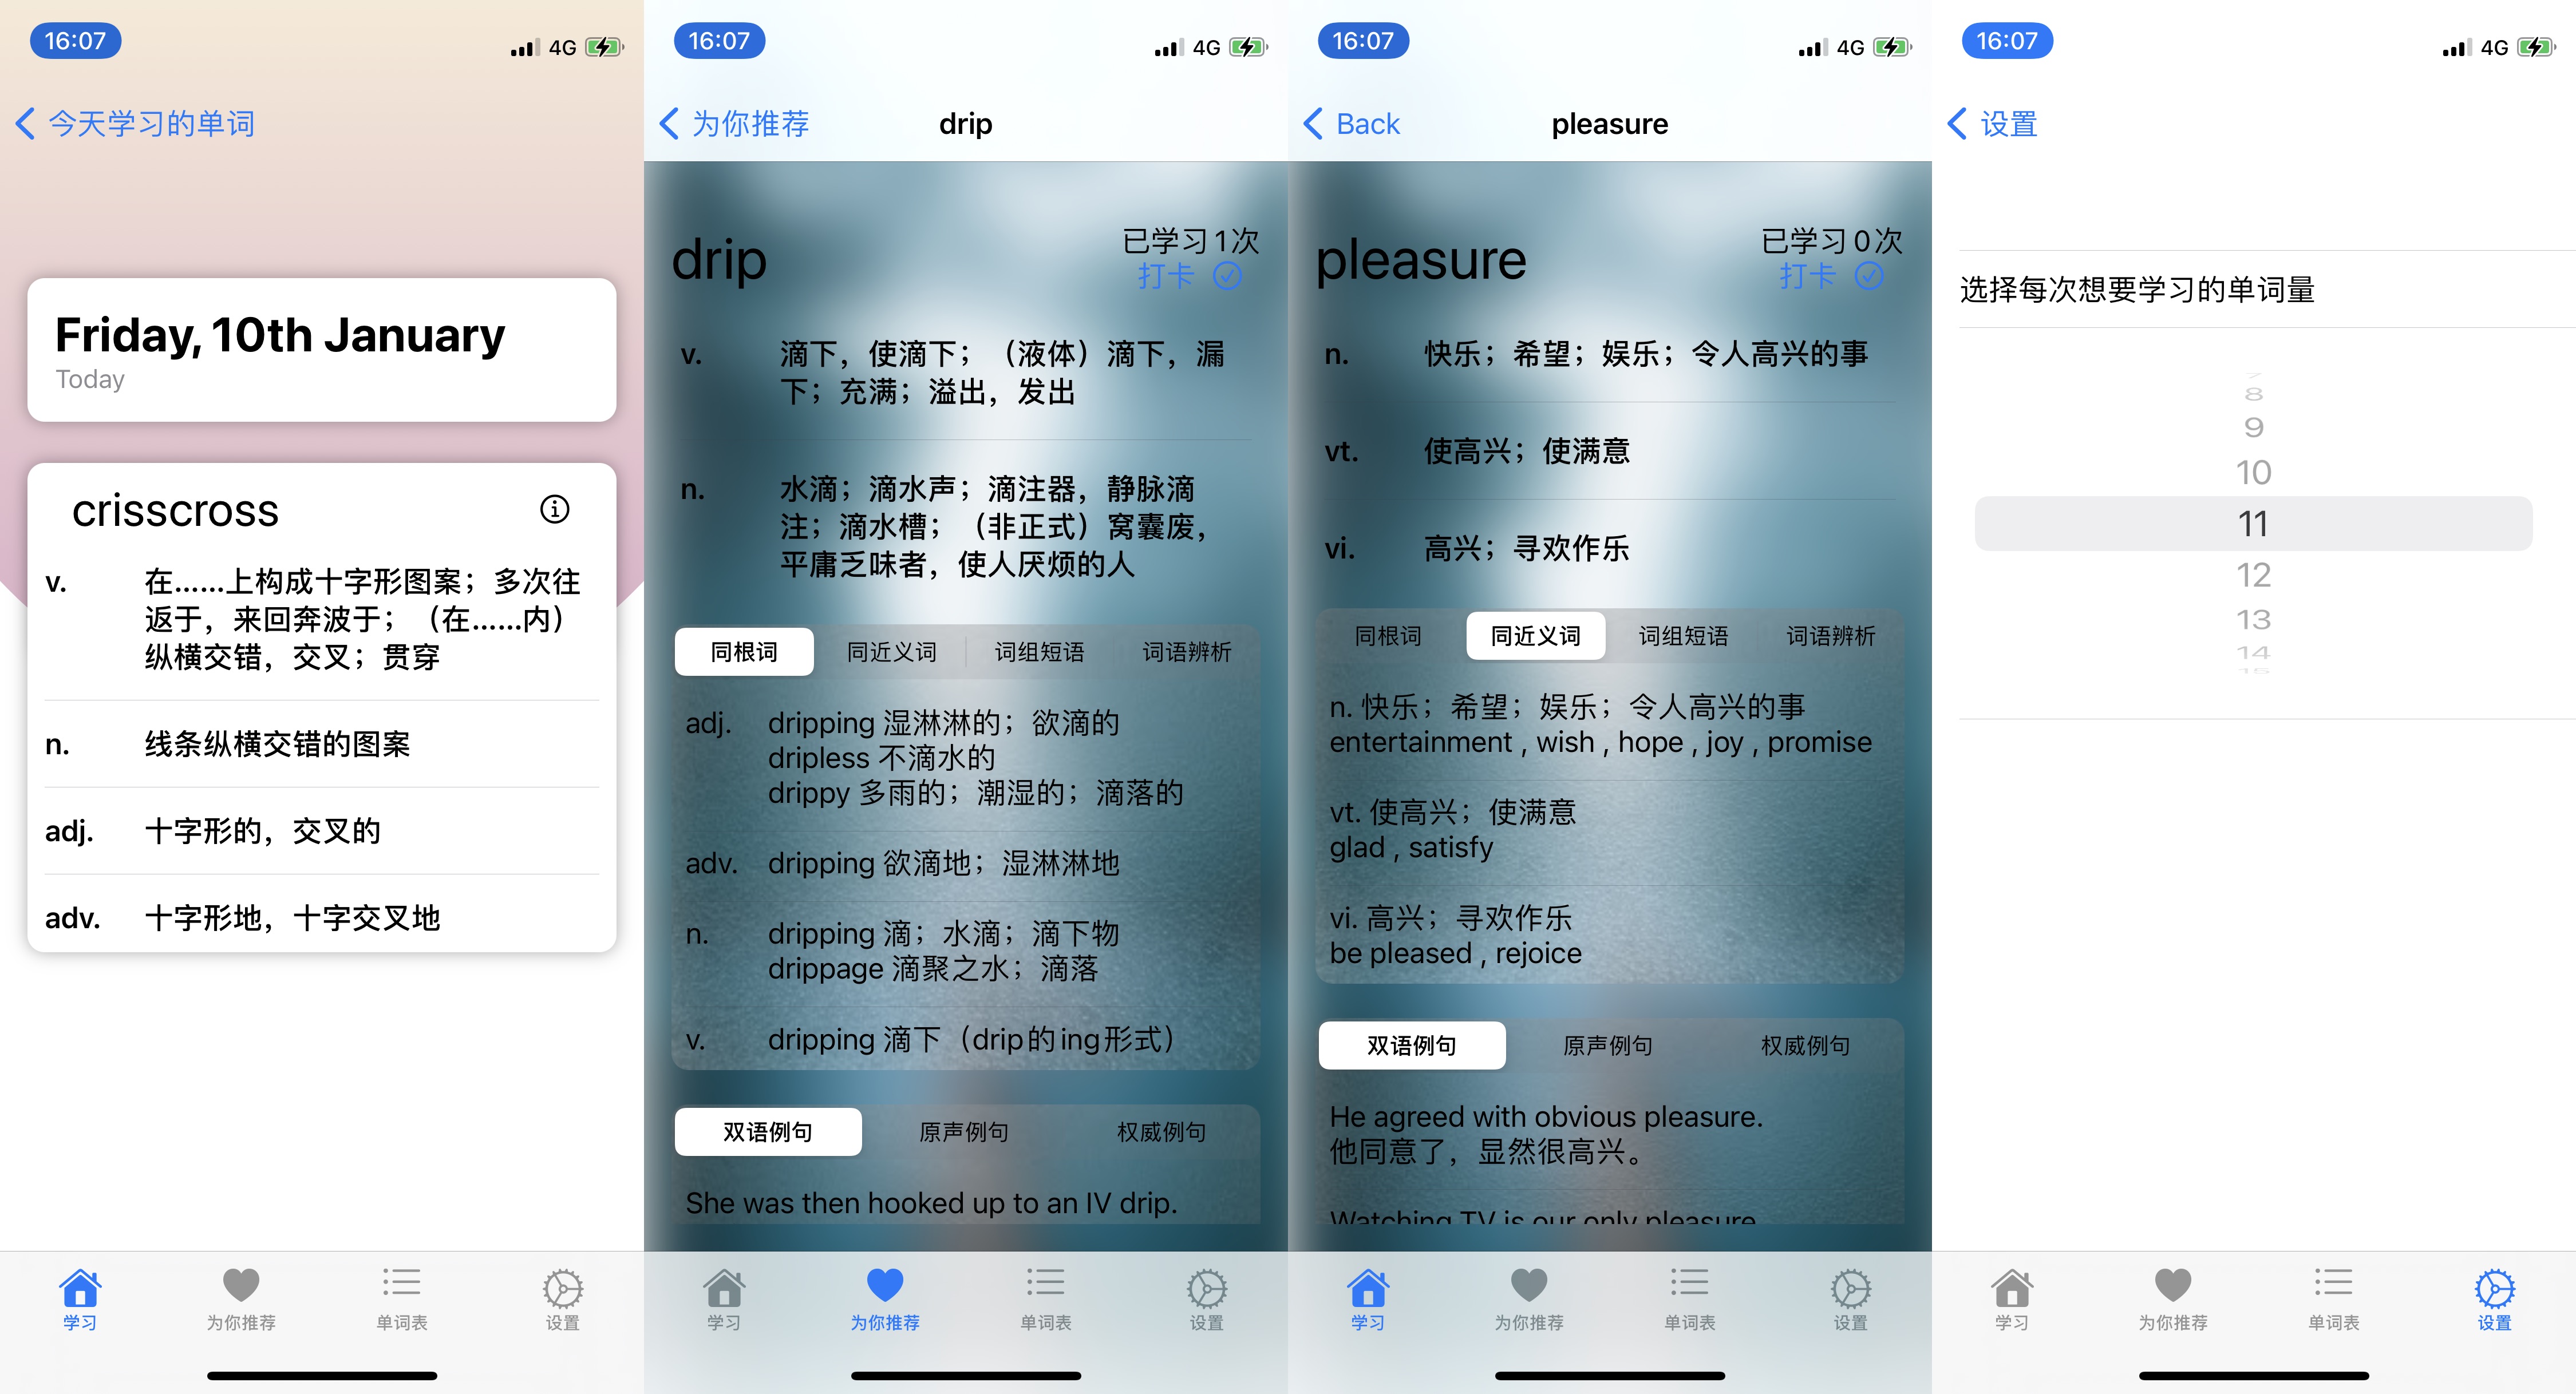 16:07
4G
今天学习的单词
Friday, 10th January
Today
crisscross
v. 在……上构成十字形图案；多次往
返于，来回奔波于；（在……内）
纵横交错，交叉；贯穿
n. 线条纵横交错的图案
adj. 十字形的，交叉的
adv. 十字形地，十字交叉地
学习 为你推荐 单词表 设置
16:07
4G
为你推荐 drip
drip
已学习1次
打卡
v. 滴下，使滴下；（液体）滴下，漏
下；充满；溢出，发出
n. 水滴；滴水声；滴注器，静脉滴
注；滴水槽；（非正式）窝囊废，
平庸乏味者，使人厌烦的人
同根词 同近义词 词组短语 词语辨析
adj. dripping 湿淋淋的；欲滴的
dripless 不滴水的
drippy 多雨的；潮湿的；滴落的
adv. dripping 欲滴地；湿淋淋地
n. dripping 滴；水滴；滴下物
drippage 滴聚之水；滴落
v. dripping 滴下（drip的ing形式）
双语例句 原声例句 权威例句
She was then hooked up to an IV drip.
学习 为你推荐 单词表 设置
16:07
4G
Back pleasure
pleasure
已学习0次
打卡
n. 快乐；希望；娱乐；令人高兴的事
vt. 使高兴；使满意
vi. 高兴；寻欢作乐
同根词 同近义词 词组短语 词语辨析
n. 快乐；希望；娱乐；令人高兴的事
entertainment , wish , hope , joy , promise
vt. 使高兴；使满意
glad , satisfy
vi. 高兴；寻欢作乐
be pleased , rejoice
双语例句 原声例句 权威例句
He agreed with obvious pleasure.
他同意了，显然很高兴。
Watching TV is our only pleasure
学习 为你推荐 单词表 设置
16:07
4G
设置
选择每次想要学习的单词量
7
8
9
10
11
12
13
14
15
学习 为你推荐 单词表 设置